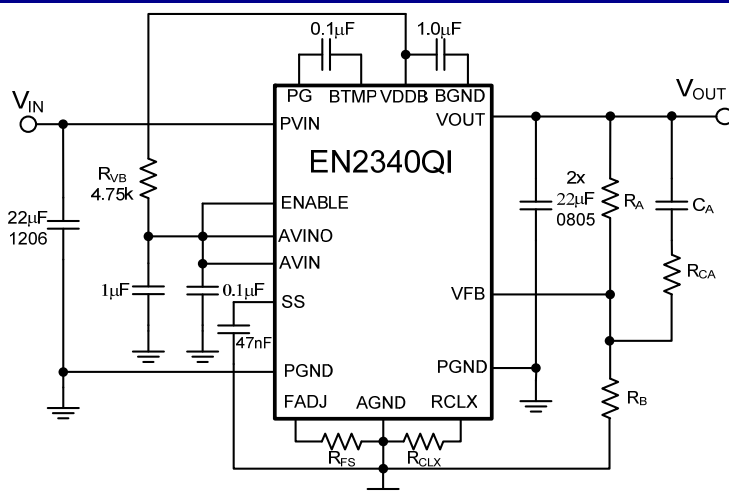 0.1µF
1.0µF
PG
BTMP
VDDB
BGND
VIN
PVIN
VOUT
VOUT
EN2340QI
RVB
4.75k
ENABLE
2x
22µF
0805
RA
CA
22µF
1206
AVINO
AVIN
RCA
1µF
0.1µF
SS
VFB
47nF
PGND
PGND
RB
FADJ
AGND
RCLX
RFS
RCLX